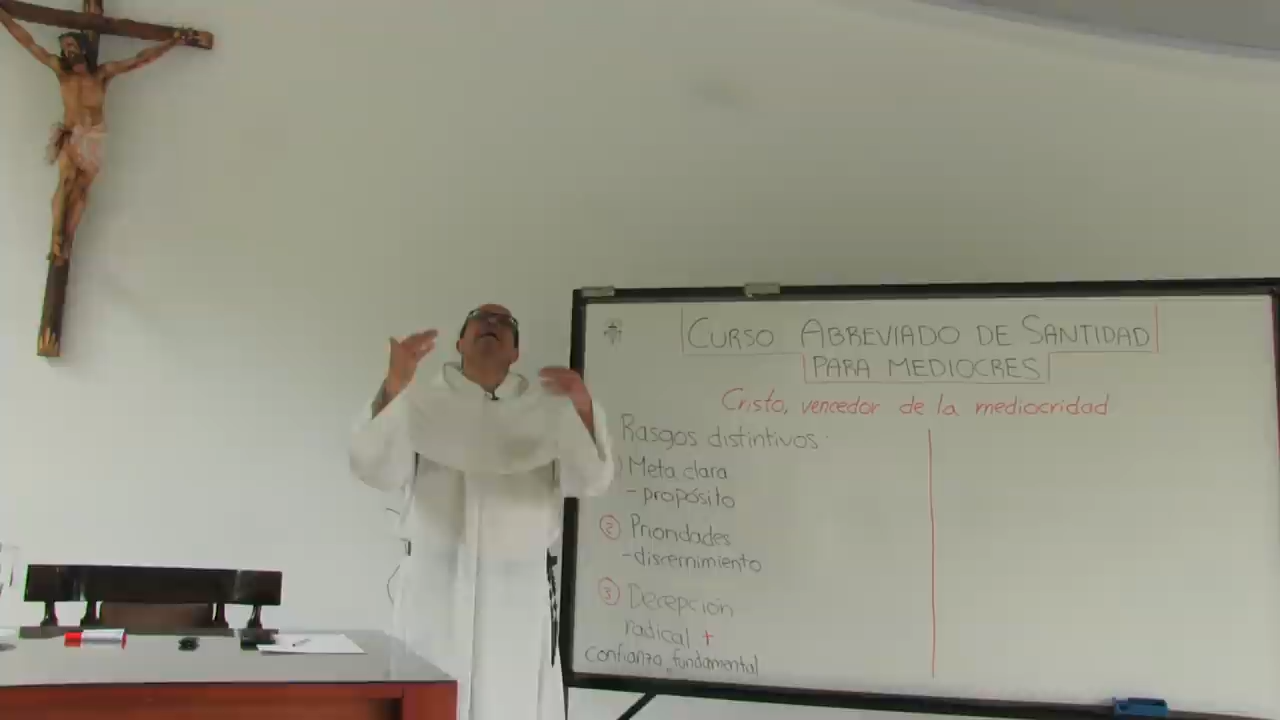 CURSO ABREVIADO DE SANTIDAD
PARA MEDIOCRES
Cristo, vencedor de la mediocridad
Rasgos distintivos:
) Meta clara
- propósito
② Prioridades
- discernimiento
③ Decepción
radical +
confianza fundamental